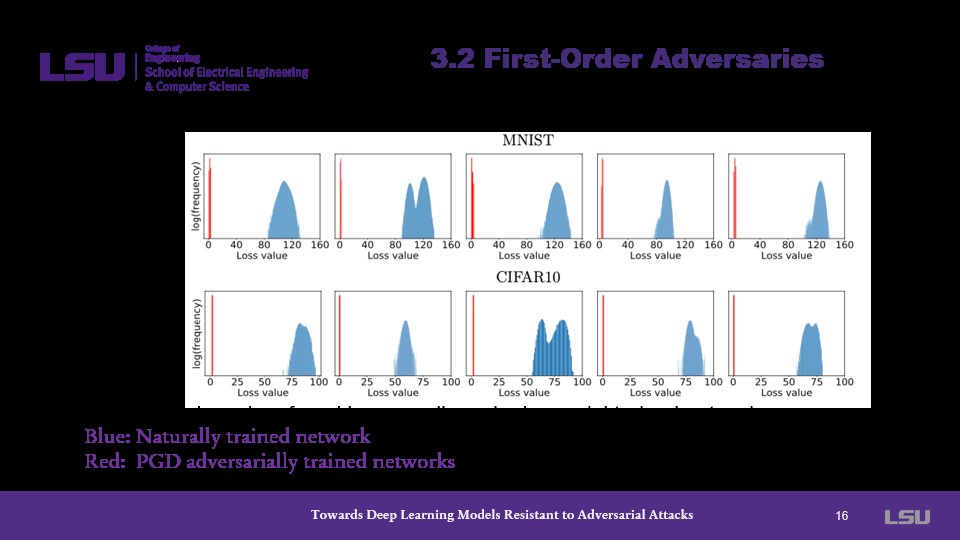 LSU
College of
Engineering
School of Electrical Engineering
& Computer Science
3.2 First-Order Adversaries
MNIST
log(frequency)
0 40 80 120 160
Loss value
0 40 80 120 160
Loss value
0 40 80 120 160
Loss value
0 40 80 120 160
Loss value
0 40 80 120 160
Loss value
CIFAR10
log(frequency)
0 25 50 75 100
Loss value
0 25 50 75 100
Loss value
0 25 50 75 100
Loss value
0 25 50 75 100
Loss value
0 25 50 75 100
Loss value
Blue: Naturally trained network
Red: PGD adversarially trained networks
Towards Deep Learning Models Resistant to Adversarial Attacks
16
LSU